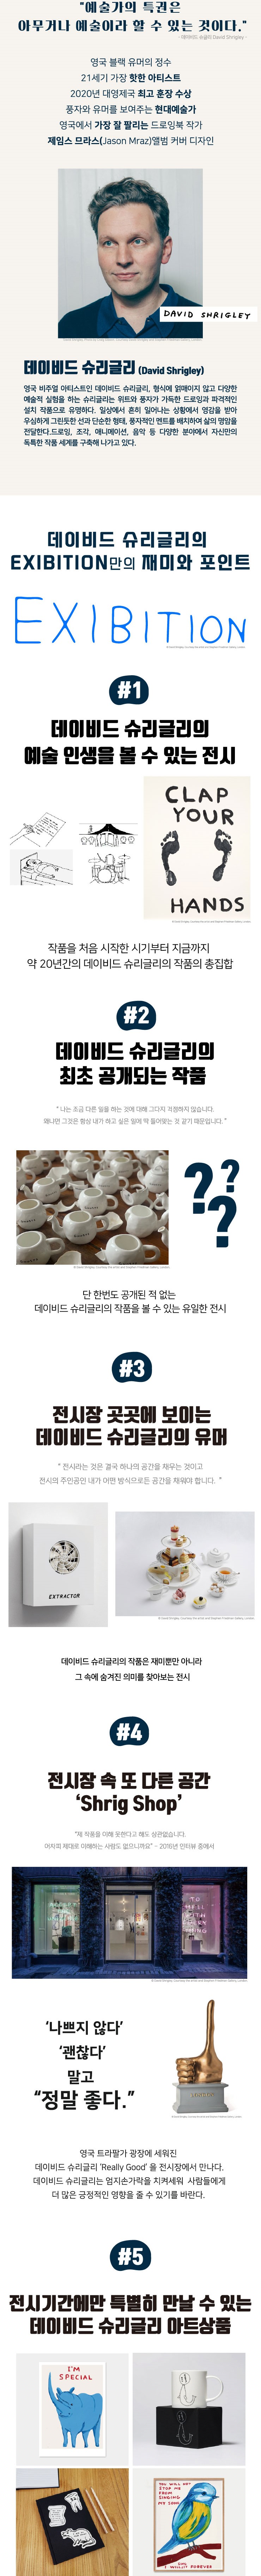 "예술가의 특권은
아무거나 예술이라 할 수 있는 것이다."
- 데이비드 슈리글리 David Shrigley -
영국 블랙 유머의 정수
21세기 가장 핫한 아티스트
2020년 대영제국 최고 훈장 수상
풍자와 유머를 보여주는 현대예술가
영국에서 가장 잘 팔리는 드로잉북 작가
제임스 므라스(Jason Mraz)앨범 커버 디자인
DAVID SHRIGLEY
데이비드 슈리글리 (David Shrigley)
영국 비주얼 아티스트인 데이비드 슈리글리, 형식에 얽매이지 않고 다양한
예술적 실험을 하는 슈리글리는 위트와 풍자가 가득한 드로잉과 파격적인
설치 작품으로 유명하다. 일상에서 흔히 일어나는 상황에서 영감을 받아
우심하게 그린듯한 선과 단순한 형태, 풍자적인 멘트를 배치하여 삶의 명암을
전달한다.드로잉, 조각, 애니메이션, 음악 등 다양한 분야에서 자신만의
독특한 작품 세계를 구축해 나가고 있다.
데이비드 슈리글리의
EXIBITION만의 재미와 포인트
EXIBITION
#1
데이비드 슈리글리의
예술 인생을 볼 수 있는 전시
CLAP
YOUR
HANDS
작품을 처음 시작한 시기부터 지금까지
약 20년간의 데이비드 슈리글리의 작품의 총집합
#2
데이비드 슈리글리의
최초 공개되는 작품
" 나는 조금 다른 일을 하는 것에 대해 그다지 걱정하지 않습니다.
왜냐면 그것은 항상 내가 하고 싶은 일에 딱 들어맞는 것 같기 때문입니다. "
???
단 한번도 공개된 적 없는
데이비드 슈리글리의 작품을 볼 수 있는 유일한 전시
#3
전시장 곳곳에 보이는
데이비드 슈리글리의 유머
" 전시라는 것은 결국 하나의 공간을 채우는 것이고
전시의 주인공인 내가 어떤 방식으로든 공간을 채워야 합니다. "
EXTRACTOR
데이비드 슈리글리의 작품은 재미뿐만 아니라
그 속에 숨겨진 의미를 찾아보는 전시
#4
전시장 속 또 다른 공간
‘Shrig Shop’
"제 작품을 이해 못한다고 해도 상관없습니다.
어차피 제대로 이해하는 사람도 없으니까요" - 2016년 인터뷰 중에서
‘나쁘지 않다’
‘괜찮다’
말고
“정말 좋다.”
영국 트라팔가 광장에 세워진
데이비드 슈리글리 ‘Really Good’ 을 전시장에서 만나다.
데이비드 슈리글리는 엄지손가락을 치켜세워 사람들에게
더 많은 긍정적인 영향을 줄 수 있기를 바란다.
#5
전시기간에만 특별히 만날 수 있는
데이비드 슈리글리 아트상품
I'M
SPECIAL
YOU WILL NOT
STOP ME
FROM
SINGING
MY SONG